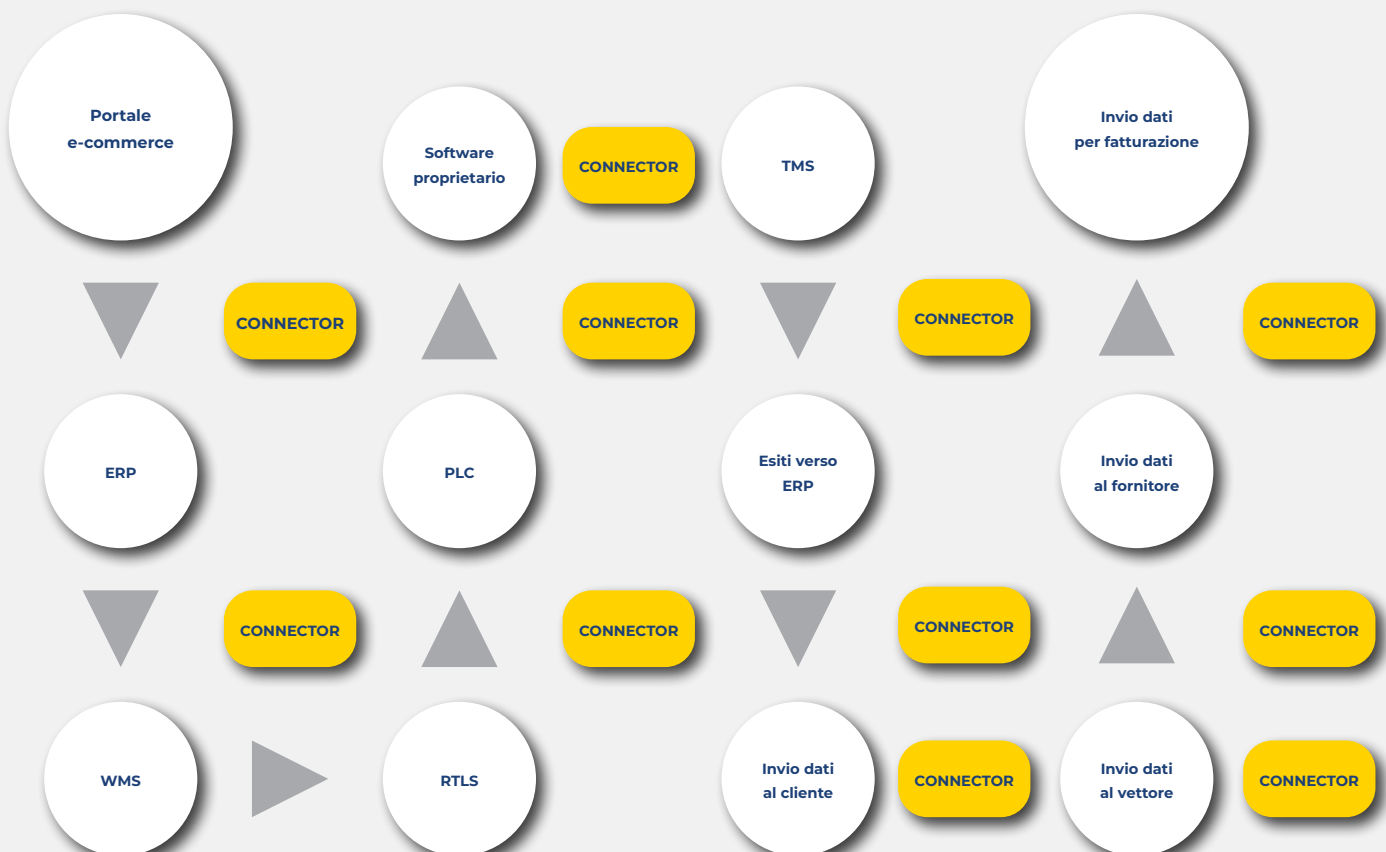 Portale
e-commerce
Software
proprietario
CONNECTOR
TMS
Invio dati
per fatturazione
CONNECTOR
CONNECTOR
CONNECTOR
CONNECTOR
ERP
PLC
Esiti verso
ERP
Invio dati
al fornitore
CONNECTOR
CONNECTOR
CONNECTOR
CONNECTOR
WMS
RTLS
Invio dati
al cliente
CONNECTOR
Invio dati
al vettore
CONNECTOR